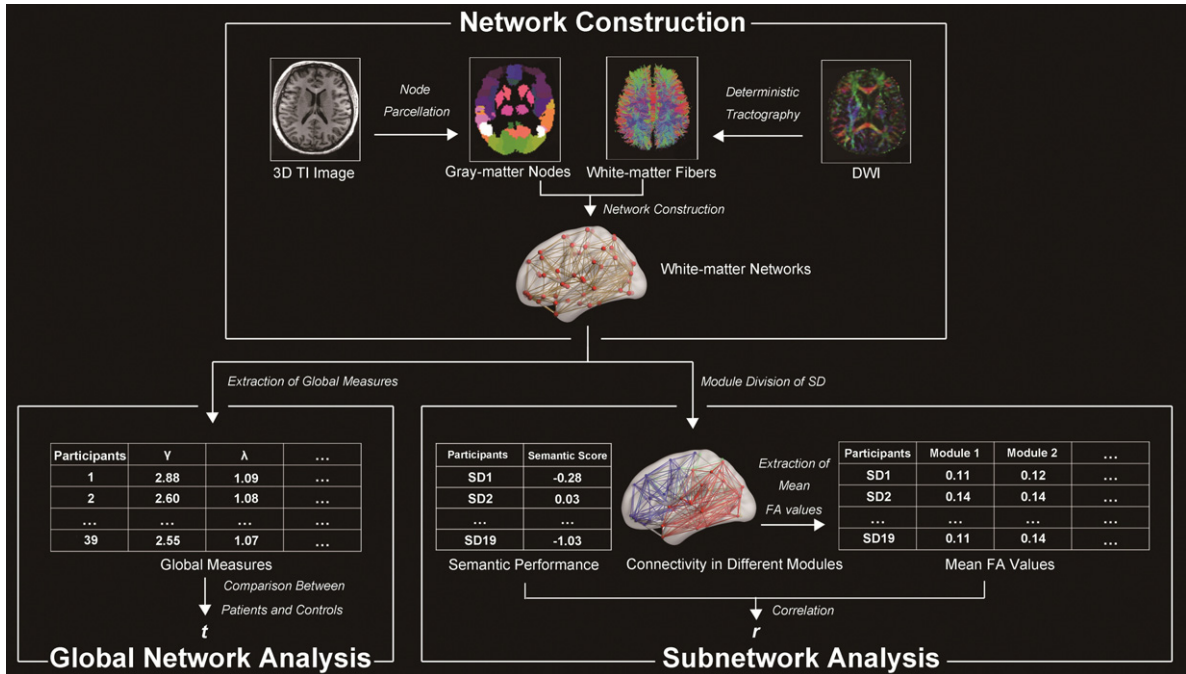 Network Construction
Node
Parcellation
Deterministic
Tractography
3D TI Image
Gray-matter Nodes
White-matter Fibers
DWI
Network Construction
White-matter Networks
Extraction of Global Measures
Module Division of SD
Participants γ λ ...
1 2.88 1.09 ...
2 2.60 1.08 ...
... ... ... ...
39 2.55 1.07 ...
Global Measures
Comparison Between
Patients and Controls
t
Global Network Analysis
Participants Semantic Score
SD1 -0.28
SD2 0.03
... ...
SD19 -1.03
Semantic Performance
Connectivity in Different Modules
Extraction of
Mean
FA values
Participants Module 1 Module 2 ...
SD1 0.11 0.12 ...
SD2 0.14 0.14 ...
... ... ... ...
SD19 0.11 0.14 ...
Mean FA Values
Correlation
r
Subnetwork Analysis